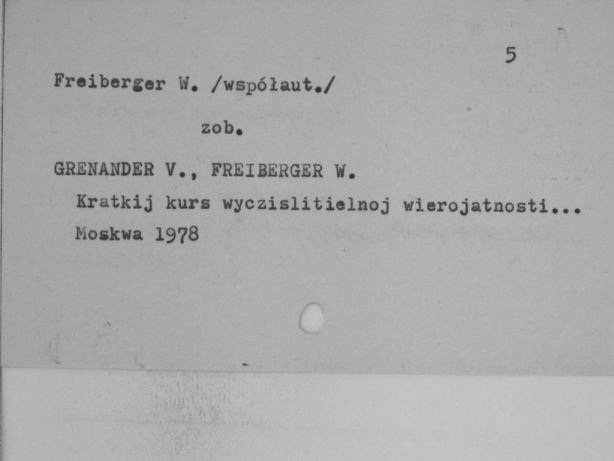 5
Freiberger W. /współaut./
zob.
GRENANDER V., FREIBERGER W.
Kratkij kurs wyczislitielnoj wierojatnosti...
Moskwa 1978